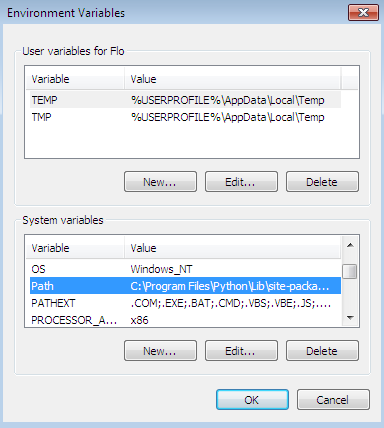 Environment Variables
User variables for Flo
Variable Value
TEMP %USERPROFILE%\AppData\Local\Temp
TMP %USERPROFILE%\AppData\Local\Temp
New... Edit... Delete
System variables
Variable Value
OS Windows_NT
Path C:\Program Files\Python\Lib\site-packa...
PATHEXT .COM;.EXE;.BAT;.CMD;.VBS;.VBE;.JS;....
PROCESSOR_A... x86
New... Edit... Delete
OK Cancel